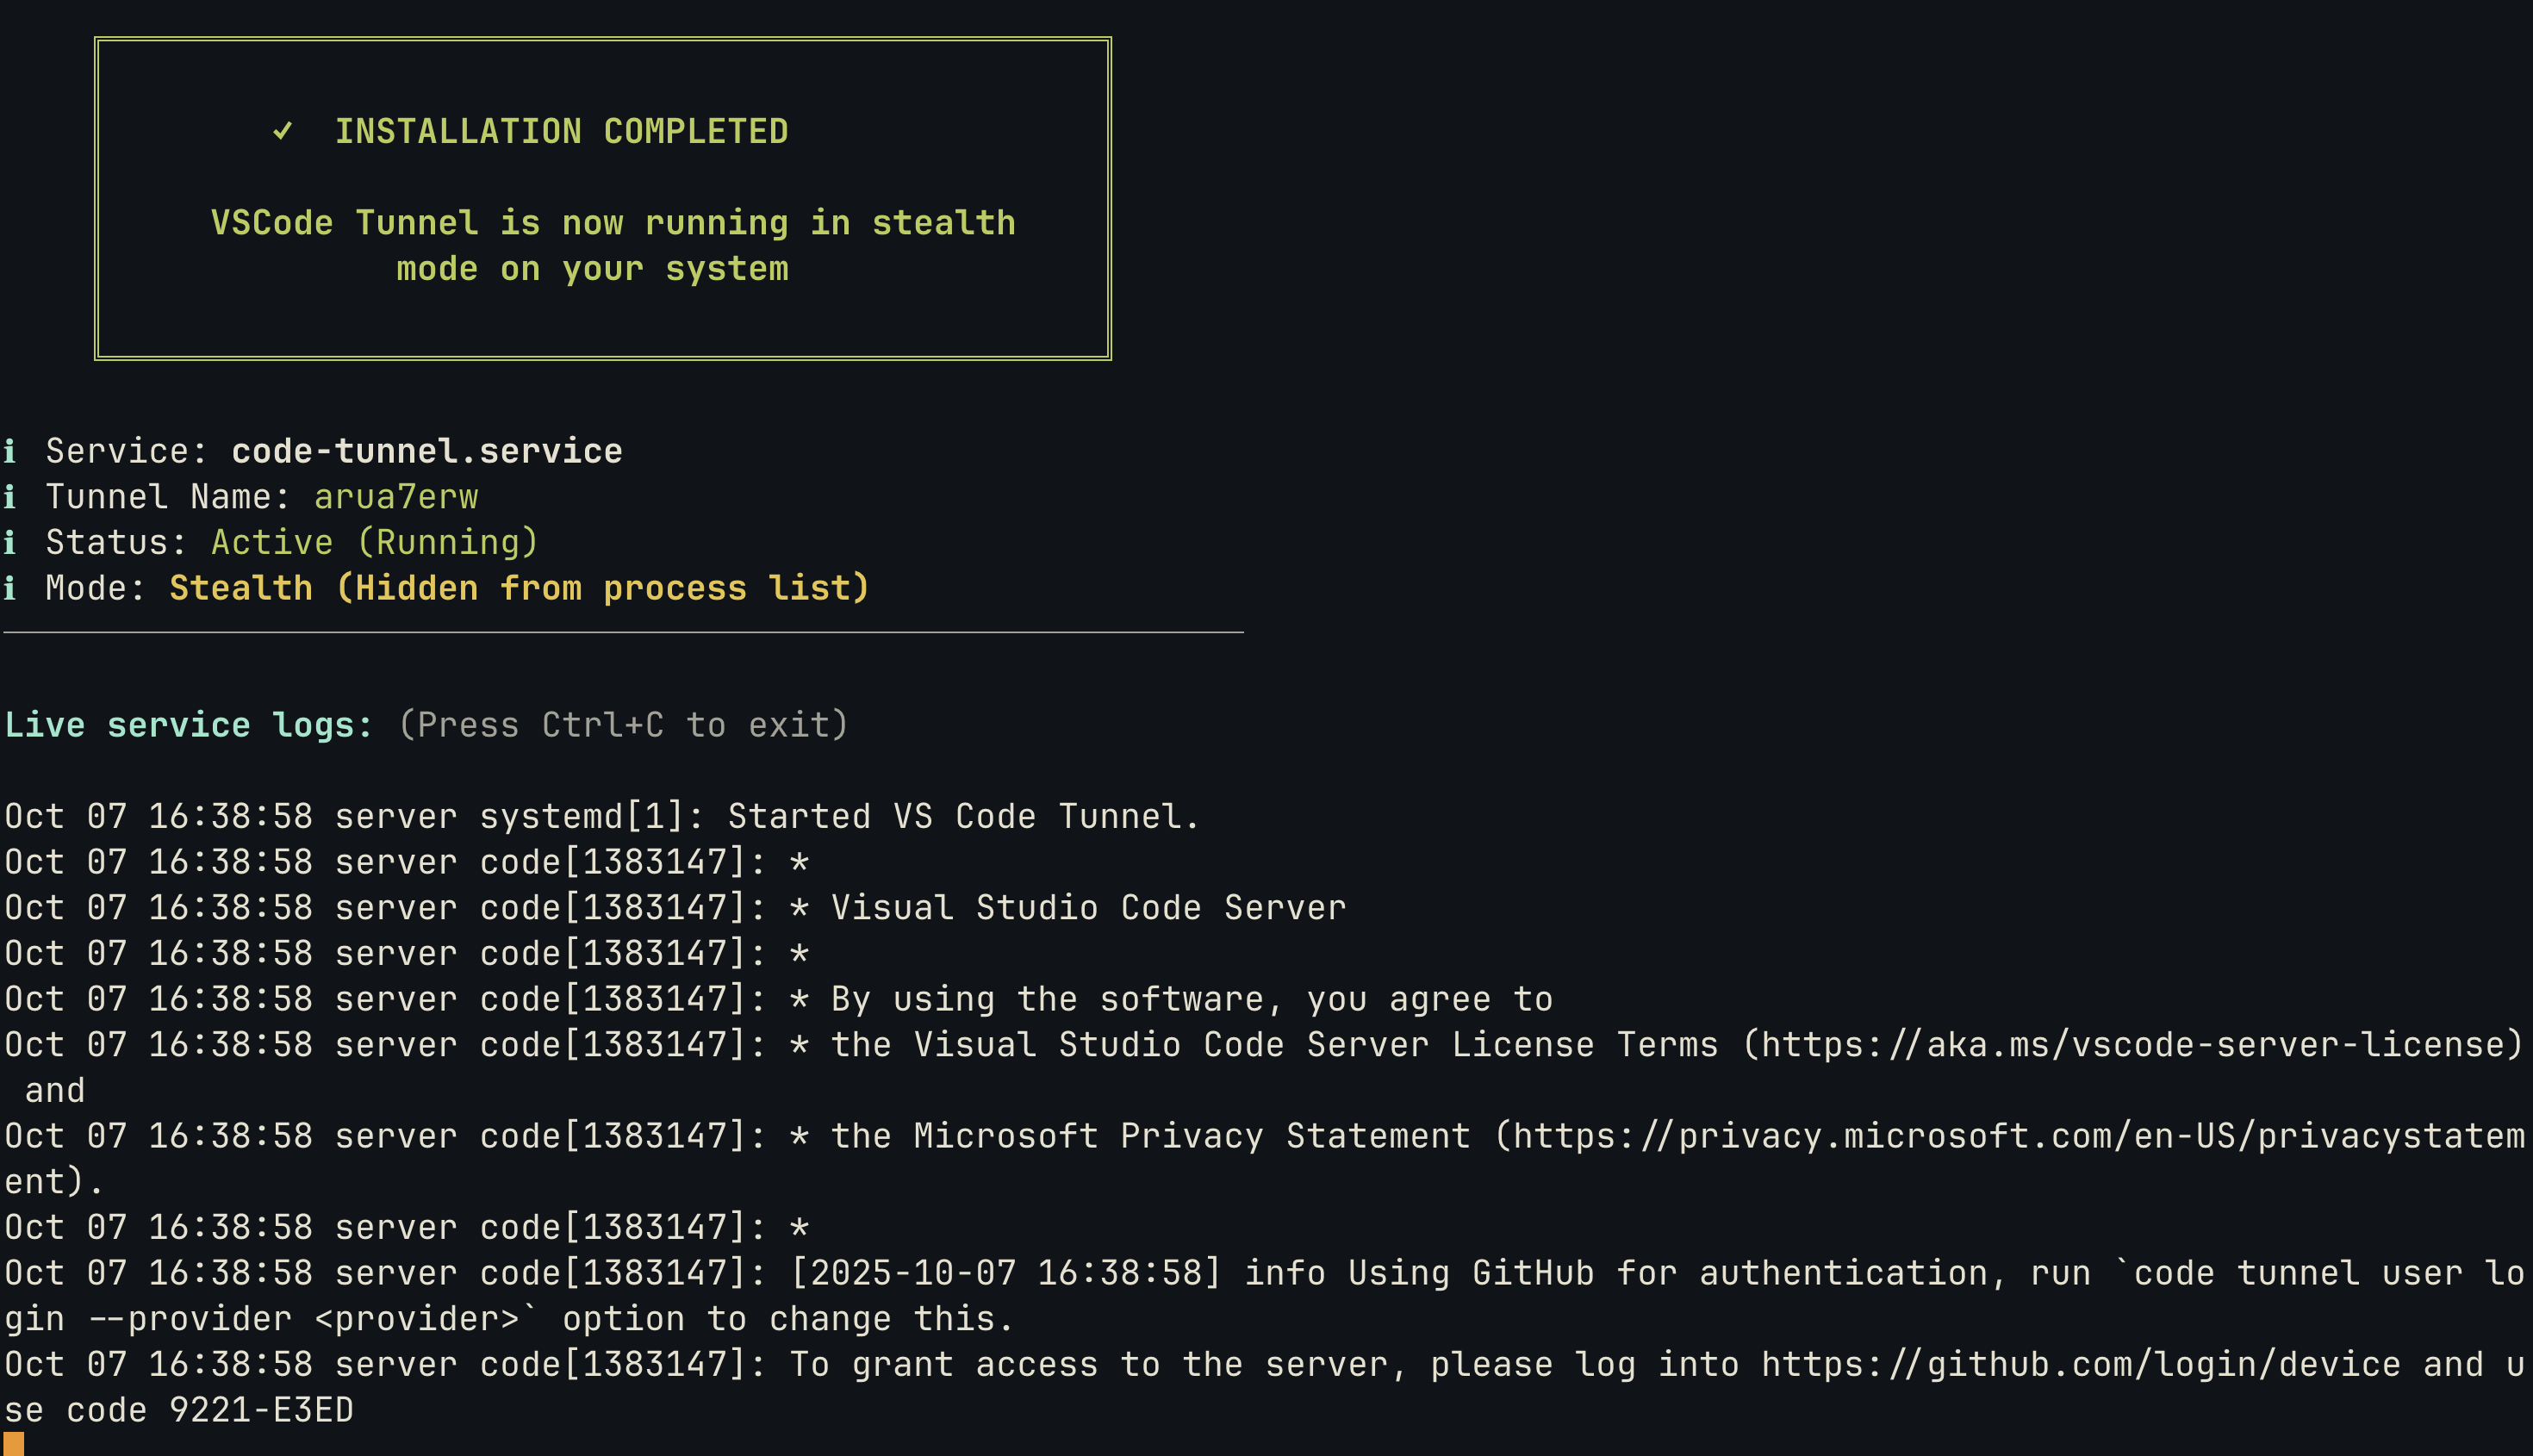 ✓ INSTALLATION COMPLETED
VSCode Tunnel is now running in stealth
mode on your system
ℹ Service: code-tunnel.service
ℹ Tunnel Name: arua7erw
ℹ Status: Active (Running)
ℹ Mode: Stealth (Hidden from process list)
Live service logs: (Press Ctrl+C to exit)
Oct 07 16:38:58 server systemd[1]: Started VS Code Tunnel.
Oct 07 16:38:58 server code[1383147]: *
Oct 07 16:38:58 server code[1383147]: * Visual Studio Code Server
Oct 07 16:38:58 server code[1383147]: *
Oct 07 16:38:58 server code[1383147]: * By using the software, you agree to
Oct 07 16:38:58 server code[1383147]: * the Visual Studio Code Server License Terms (https://aka.ms/vscode-server-license)
and
Oct 07 16:38:58 server code[1383147]: * the Microsoft Privacy Statement (https://privacy.microsoft.com/en-US/privacystatem
ent).
Oct 07 16:38:58 server code[1383147]: *
Oct 07 16:38:58 server code[1383147]: [2025-10-07 16:38:58] info Using GitHub for authentication, run `code tunnel user lo
gin --provider <provider>` option to change this.
Oct 07 16:38:58 server code[1383147]: To grant access to the server, please log into https://github.com/login/device and u
se code 9221-E3ED